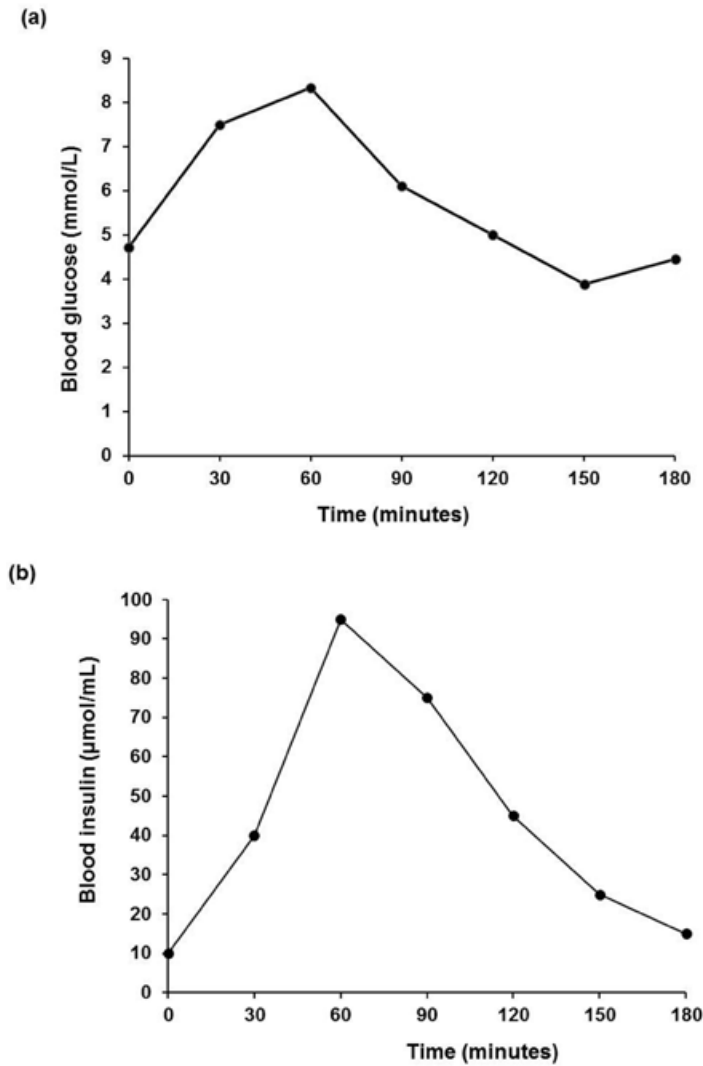 (a)
Blood glucose (mmol/L)
9
8
7
6
5
4
3
2
1
0
0 30 60 90 120 150 180
Time (minutes)
(b)
Blood insulin (µmol/mL)
100
90
80
70
60
50
40
30
20
10
0
0 30 60 90 120 150 180
Time (minutes)